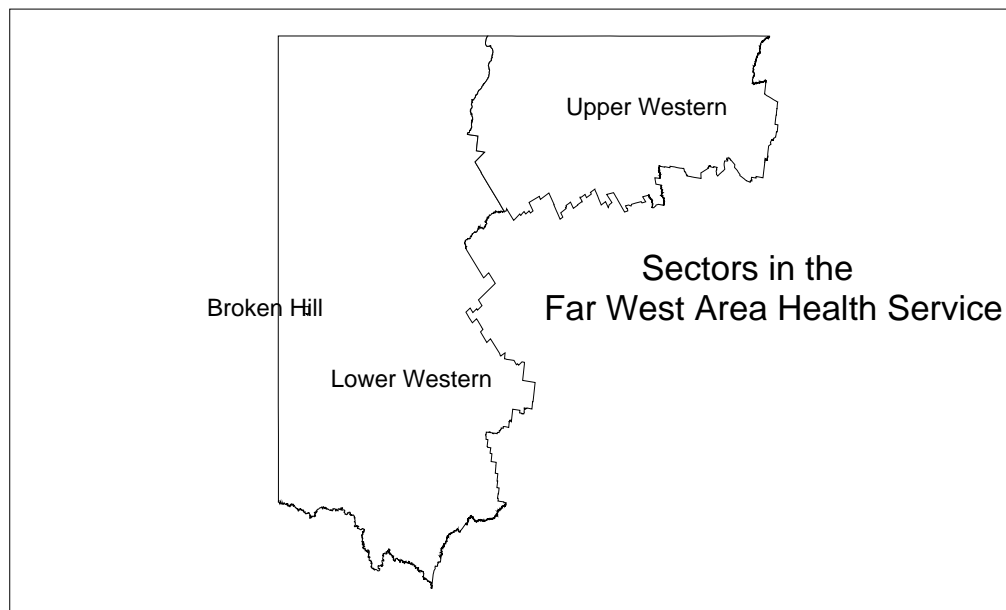 Upper Western
Sectors in the
Far West Area Health Service
Broken Hill
Lower Western